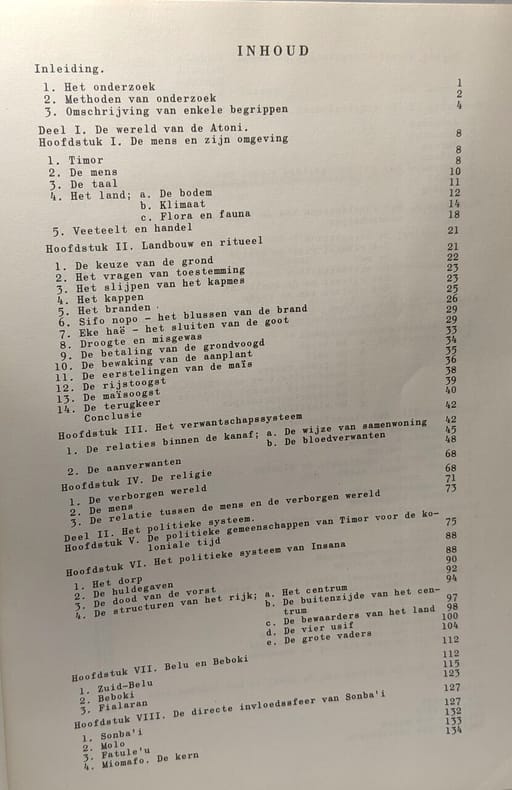 INHOUD
Inleiding.
1. Het onderzoek 1
2. Methoden van onderzoek 2
3. Omschrijving van enkele begrippen 4
Deel I. De wereld van de Atoni.
Hoofdstuk I. De mens en zijn omgeving 8
1. Timor 8
2. De mens 8
3. De taal 10
4. Het land; a. De bodem 11
b. Klimaat 12
c. Flora en fauna 14
5. Veeteelt en handel 18
Hoofdstuk II. Landbouw en ritueel 21
1. De keuze van de grond 21
2. Het vragen van toestemming 22
3. Het slijpen van het kapmes 23
4. Het kappen 23
5. Het branden 25
6. Sifo nopo - het blussen van de brand 26
7. Eke haë - het sluiten van de goot 29
8. Droogte en misgewas 29
9. De betaling van de grondvoogd 33
10. De bewaking van de aanplant 34
11. De eerstelingen van de maïs 35
12. De rijstoogst 36
13. De maïsoogst 38
14. De terugkeer 39
Conclusie 40
Hoofdstuk III. Het verwantschapssysteem 42
1. De relaties binnen de kanaf; a. De wijze van samenwoning 42
b. De bloedverwanten 45
2. De aanverwanten 48
Hoofdstuk IV. De religie 68
1. De verborgen wereld 68
2. De mens 71
3. De relatie tussen de mens en de verborgen wereld 73
Deel II. Het politieke systeem.
Hoofdstuk V. De politieke gemeenschappen van Timor voor de ko-
loniale tijd 75
Hoofdstuk VI. Het politieke systeem van Insana 88
1. Het dorp 88
2. De huldegaven 90
3. De dood van de vorst 92
4. De structuren van het rijk; a. Het centrum 94
b. De buitenzijde van het cen-
trum 97
c. De bewaarders van het land 98
d. De vier usif 100
e. De grote vaders 104
Hoofdstuk VII. Belu en Beboki 112
1. Zuid-Belu 112
2. Beboki 115
3. Fialaran 123
Hoofdstuk VIII. De directe invloedssfeer van Sonba'i 127
1. Sonba'i 127
2. Molo 132
3. Fatule'u 133
4. Miomafo. De kern 134